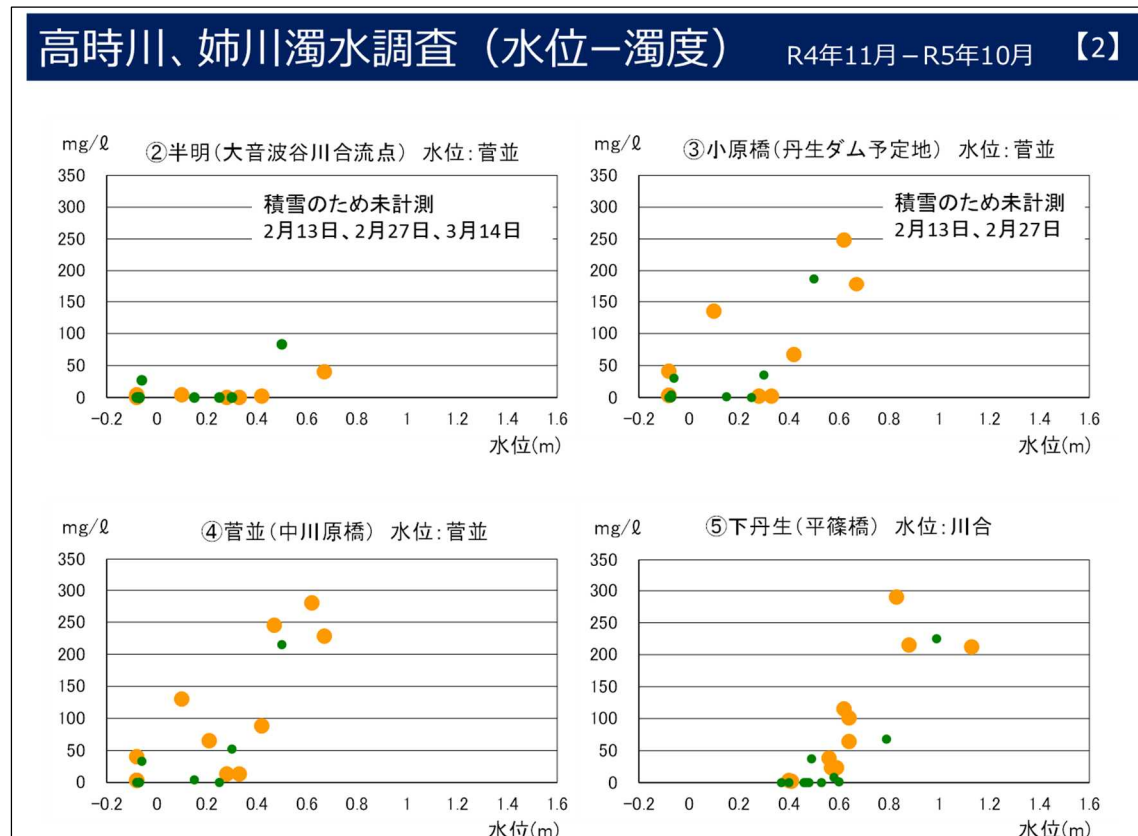 高時川、姉川濁水調査（水位－濁度） R4年11月－R5年10月 【2】
mg/ℓ ②半明(大音波谷川合流点) 水位：菅並
350
300
250
200
150
100
50
0
積雪のため未計測
2月13日、2月27日、3月14日
-0.2 0 0.2 0.4 0.6 0.8 1 1.2 1.4 1.6
水位(m)
mg/ℓ ③小原橋(丹生ダム予定地) 水位：菅並
350
300
250
200
150
100
50
0
積雪のため未計測
2月13日、2月27日
-0.2 0 0.2 0.4 0.6 0.8 1 1.2 1.4 1.6
水位(m)
mg/ℓ ④菅並(中川原橋) 水位：菅並
350
300
250
200
150
100
50
0
-0.2 0 0.2 0.4 0.6 0.8 1 1.2 1.4 1.6
水位(m)
mg/ℓ ⑤下丹生(平篠橋) 水位：川合
350
300
250
200
150
100
50
0
-0.2 0 0.2 0.4 0.6 0.8 1 1.2 1.4 1.6
水位(m)